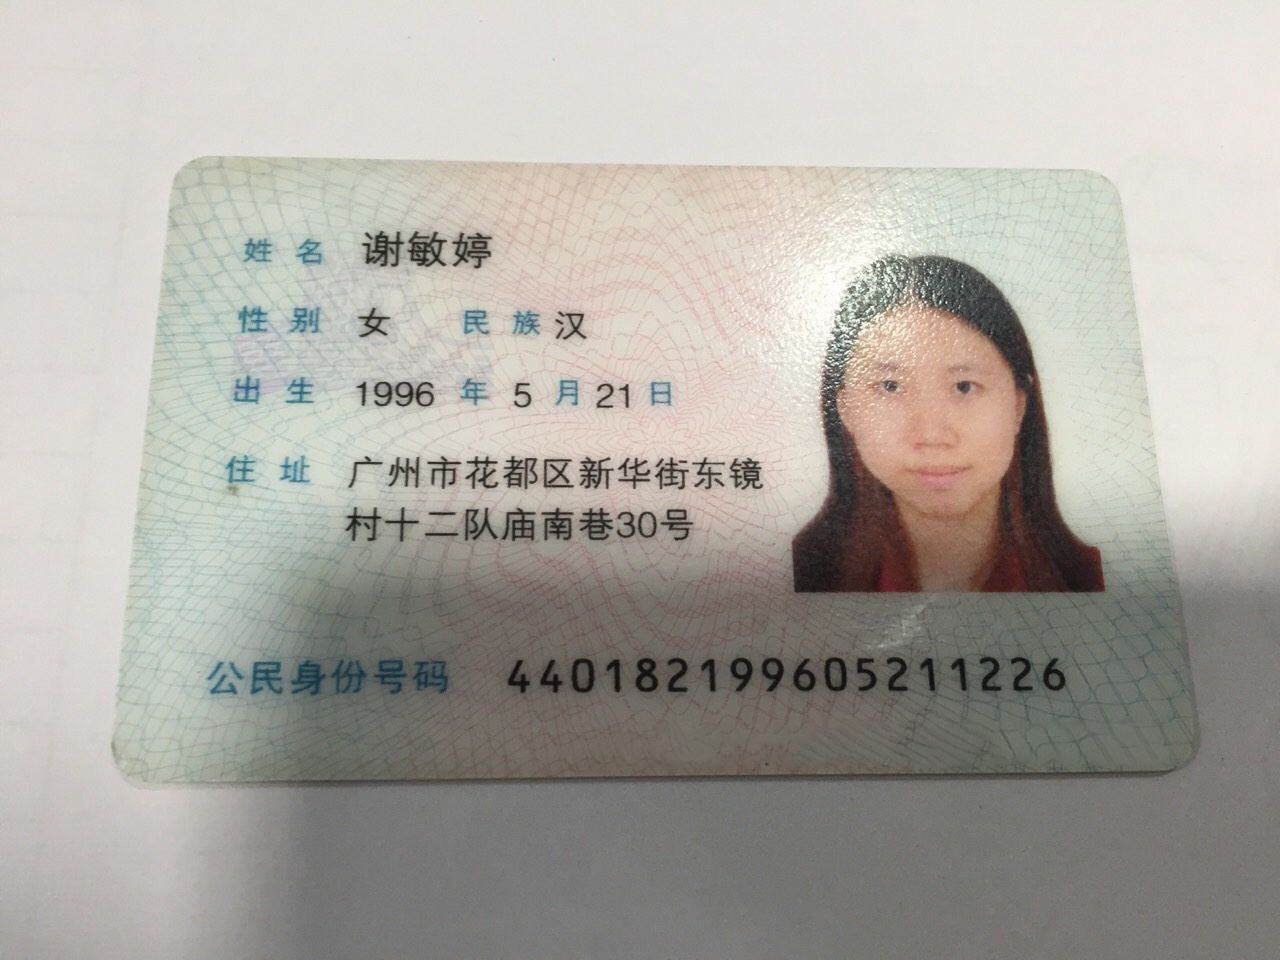 姓名 谢敏婷
性别 女 民族 汉
出生 1996 年 5 月 21 日
住址 广州市花都区新华街东镜
村十二队庙南巷30号
公民身份号码 440182199605211226